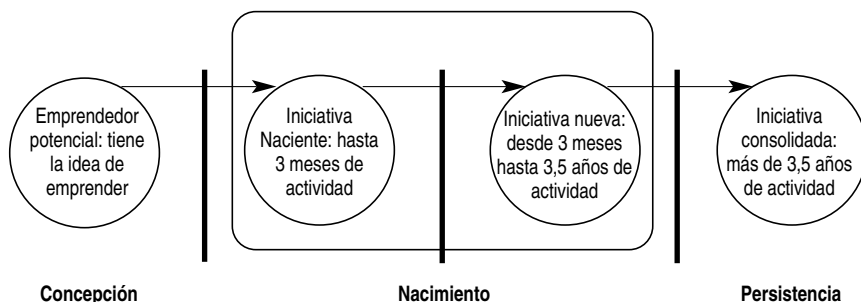 Emprendedor
potencial: tiene
la idea de
emprender
Iniciativa
Naciente: hasta
3 meses de
actividad
Iniciativa nueva:
desde 3 meses
hasta 3,5 años de
actividad
Iniciativa
consolidada:
más de 3,5 años
de actividad
Concepción
Nacimiento
Persistencia